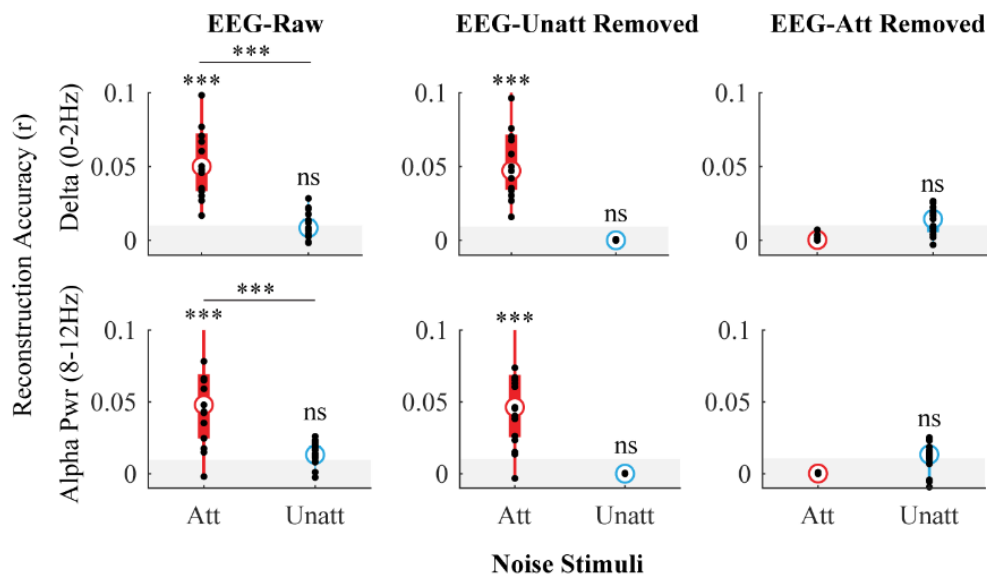 EEG-Raw
EEG-Unatt Removed
EEG-Att Removed
Reconstruction Accuracy (r)
Delta (0-2Hz)
***
***
ns
0.1
0.05
0
***
ns
0.1
0.05
0
ns
0.1
0.05
0
Alpha Pwr (8-12Hz)
***
***
ns
0.1
0.05
0
Att
Unatt
***
ns
0.1
0.05
0
Att
Unatt
ns
0.1
0.05
0
Att
Unatt
Noise Stimuli